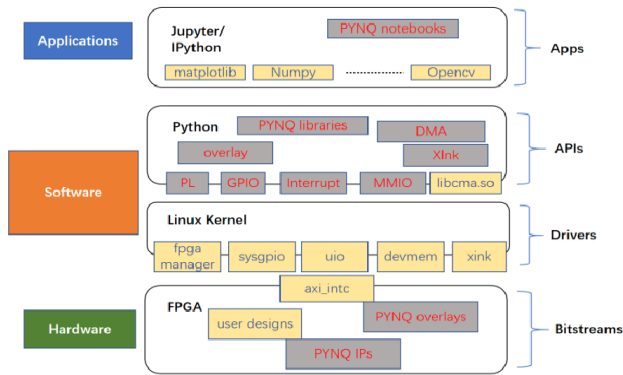 Applications
Jupyter/
IPython
PYNQ notebooks
matplotlib
Numpy
Opencv
Apps
Software
Python
PYNQ libraries
DMA
overlay
Xlnk
PL
GPIO
Interrupt
MMIO
libcma.so
APIs
Linux Kernel
fpga
manager
sysgpio
uio
devmem
xink
Drivers
Hardware
FPGA
axi_intc
user designs
PYNQ overlays
PYNQ IPs
Bitstreams